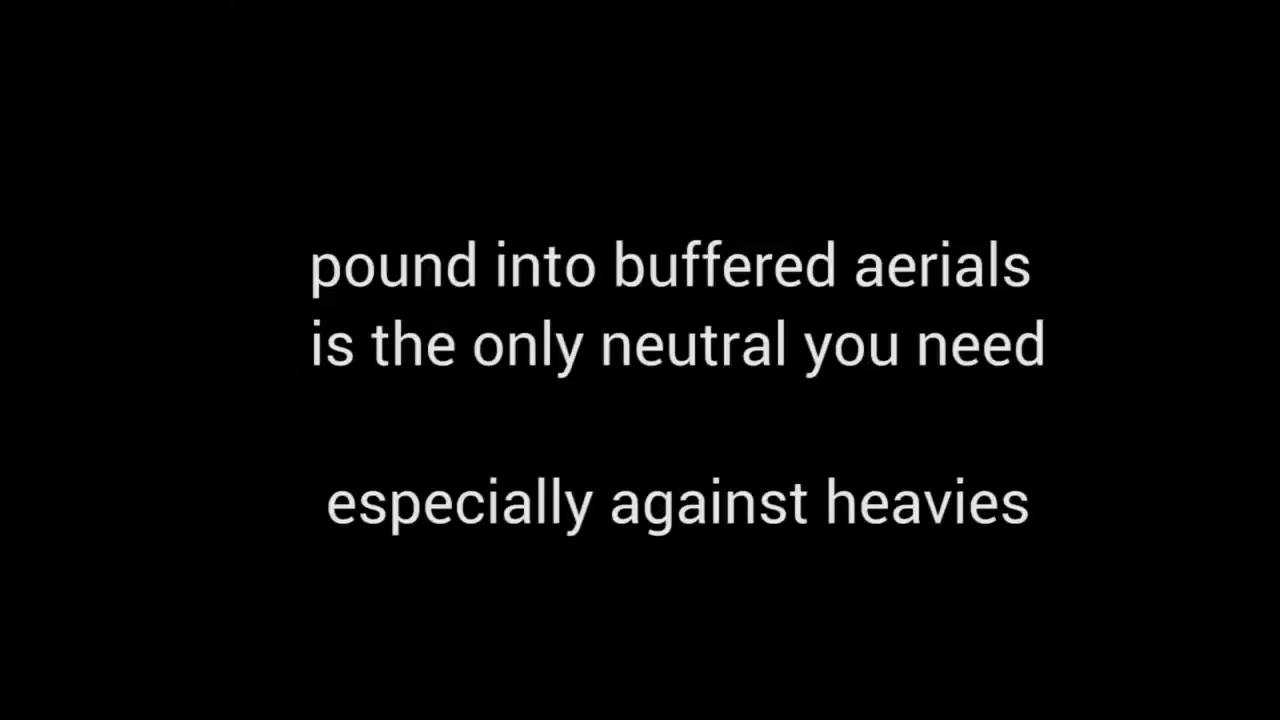 pound into buffered aerials
is the only neutral you need
especially against heavies